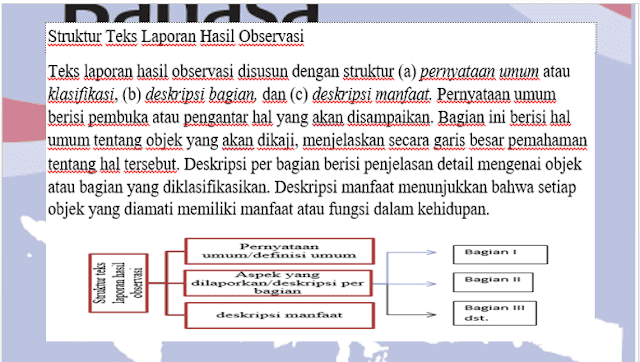 Bahasa
Struktur Teks Laporan Hasil Observasi
Teks laporan hasil observasi disusun dengan struktur (a) pernyataan umum atau
klasifikasi, (b) deskripsi bagian, dan (c) deskripsi manfaat. Pernyataan umum
berisi pembuka atau pengantar hal yang akan disampaikan. Bagian ini berisi hal
umum tentang objek yang akan dikaji, menjelaskan secara garis besar pemahaman
tentang hal tersebut. Deskripsi per bagian berisi penjelasan detail mengenai objek
atau bagian yang diklasifikasikan. Deskripsi manfaat menunjukkan bahwa setiap
objek yang diamati memiliki manfaat atau fungsi dalam kehidupan.
Struktur teks
laporan hasil
observasi
Pernyataan
umum/definisi umum
Aspek yang
dilaporkan/deskripsi per
bagian
deskripsi manfaat
Bagian I
Bagian II
Bagian III
dst.